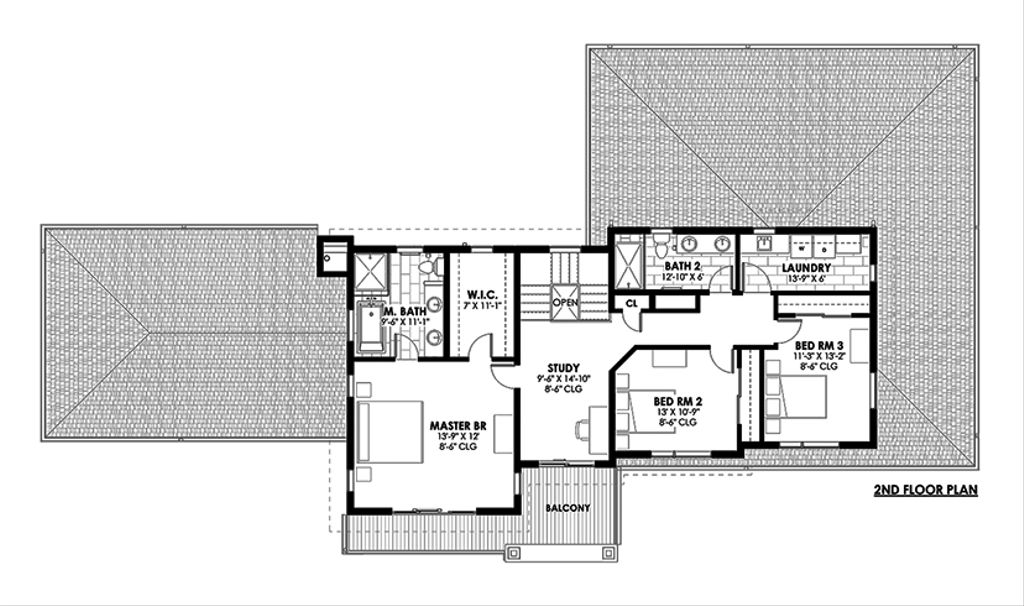 BATH 2
12'-10" X 6'
LAUNDRY
13'-9" X 6'
W.I.C.
7' X 11'-1"
OPEN
CL
M. BATH
9'-6" X 11'-1"
BED RM 3
11'-3" X 13'-2"
8'-6" CLG
STUDY
9'-6" X 14'-10"
8'-6" CLG
BED RM 2
13' X 10'-9"
8'-6" CLG
MASTER BR
13'-9" X 12'
8'-6" CLG
2ND FLOOR PLAN
BALCONY